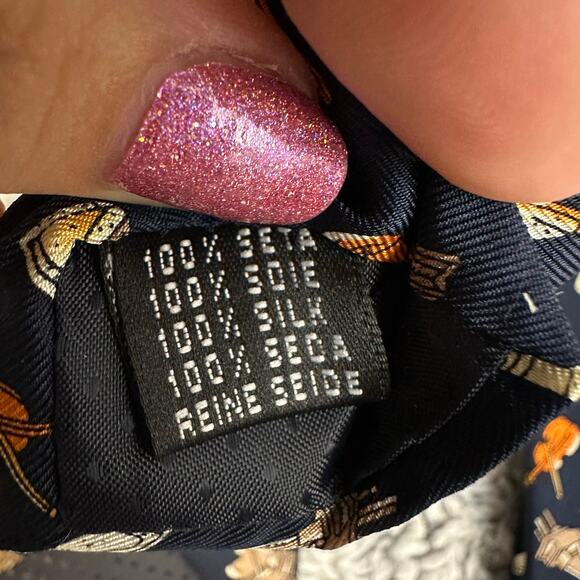 100% SETA
100% SOIE
100% SILK
100% SEDA
REINE SEIDE